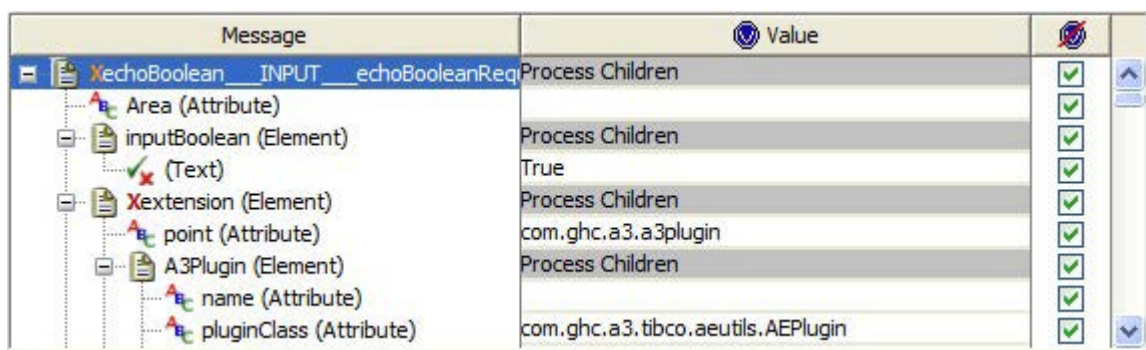 Message Value
XechoBoolean___INPUT___echoBooleanReq Process Children
Area (Attribute)
inputBoolean (Element) Process Children
(Text) True
Xextension (Element) Process Children
point (Attribute) com.ghc.a3.a3plugin
A3Plugin (Element) Process Children
name (Attribute)
pluginClass (Attribute) com.ghc.a3.tibco.aeutils.AEPlugin